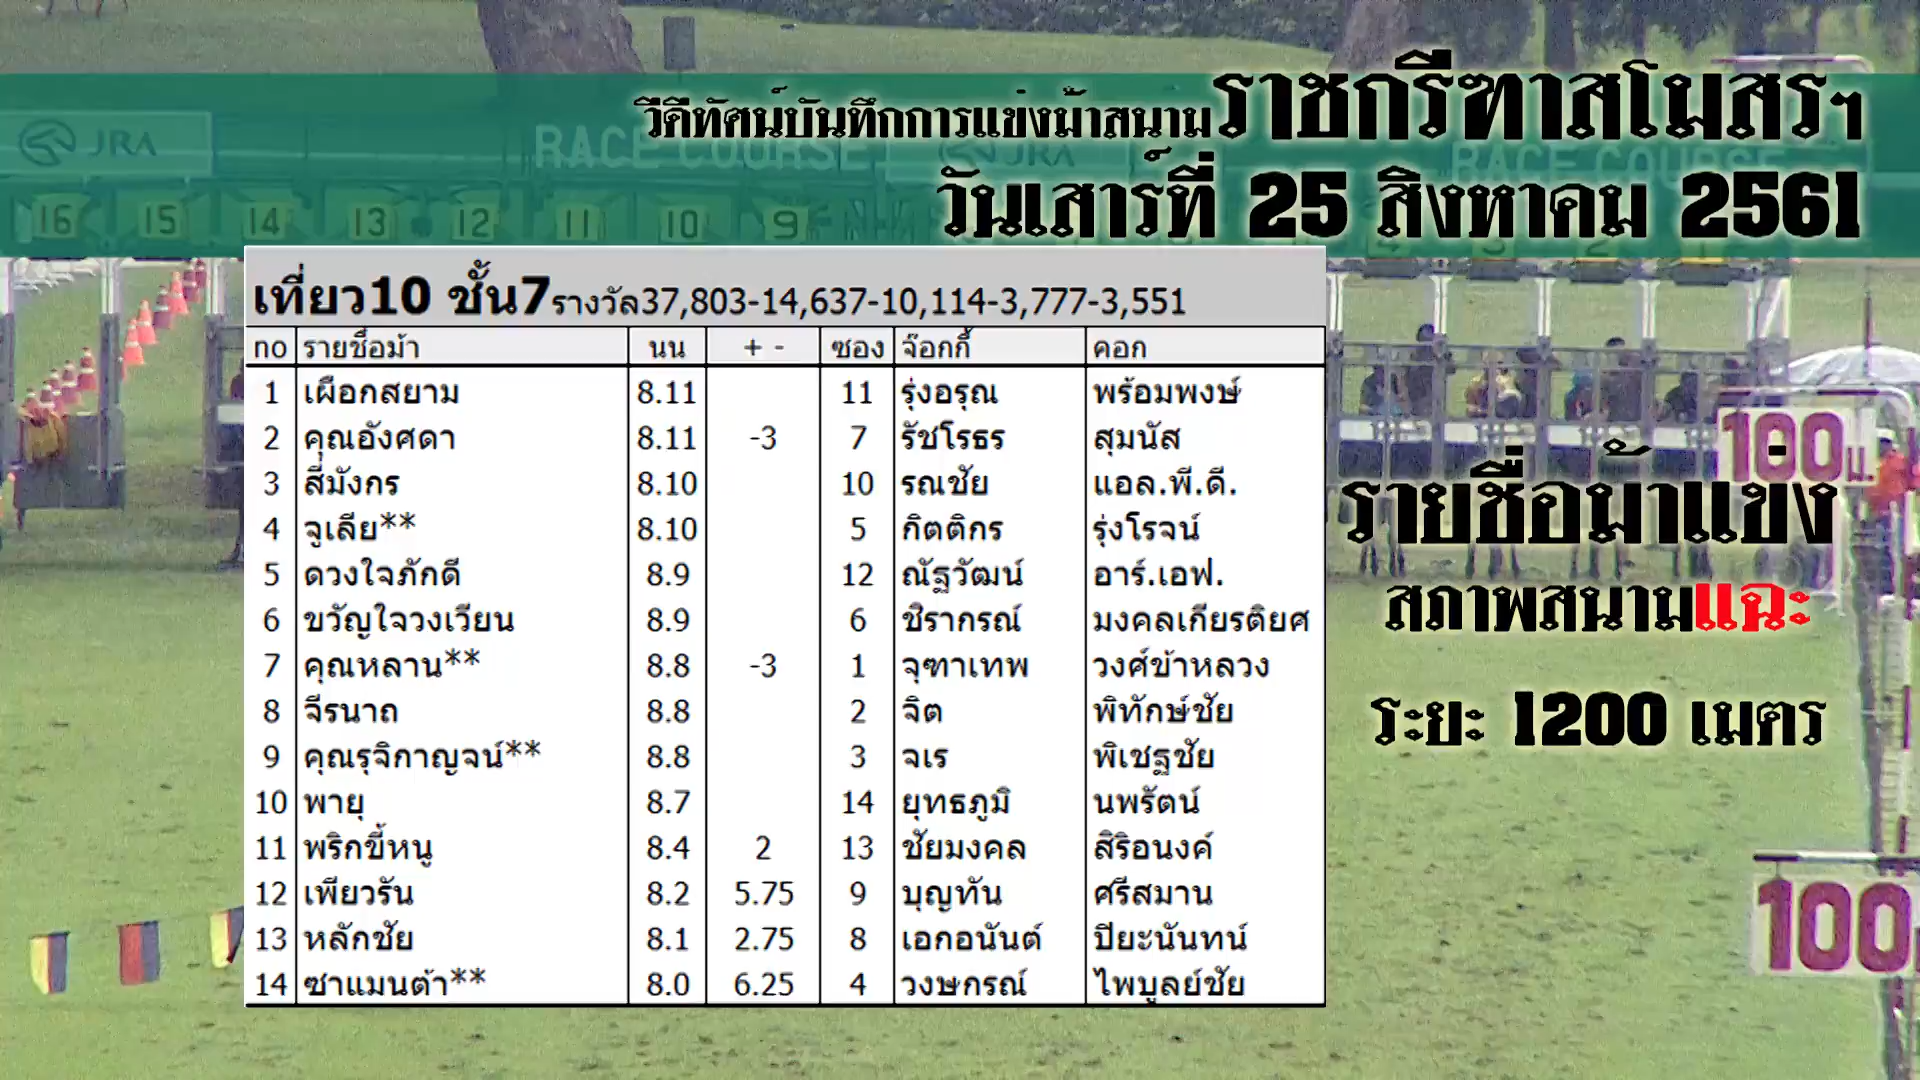 วีดีทัศน์บันทึกการแข่งม้าสนามราชกรีฑาสโมสรฯ
JRA RACE COURSE JRA RACE COURSE
วันเสาร์ที่ 25 สิงหาคม 2561
16 15 14 13 12 11 10 9
เที่ยว10 ชั้น7รางวัล37,803-14,637-10,114-3,777-3,551
no รายชื่อม้า นน + - ซอง จ๊อกกี้ คอก
1 เผือกสยาม 8.11 11 รุ่งอรุณ พร้อมพงษ์
2 คุณอังศดา 8.11 -3 7 รัชโรธร สุมนัส
3 สี่มังกร 8.10 10 รณชัย แอล.พี.ดี.
4 จูเลีย** 8.10 5 กิตติกร รุ่งโรจน์
5 ดวงใจภักดี 8.9 12 ณัฐวัฒน์ อาร์.เอฟ.
6 ขวัญใจวงเวียน 8.9 6 ชิรากรณ์ มงคลเกียรติยศ
7 คุณหลาน** 8.8 -3 1 จุฑาเทพ วงศ์ข้าหลวง
8 จีรนาถ 8.8 2 จิต พิทักษ์ชัย
9 คุณรุจิกาญจน์** 8.8 3 จเร พิเชฐชัย
10 พายุ 8.7 14 ยุทธภูมิ นพรัตน์
11 พริกขี้หนู 8.4 2 13 ชัยมงคล สิริอนงค์
12 เพียวรัน 8.2 5.75 9 บุญทัน ศรีสมาน
13 หลักชัย 8.1 2.75 8 เอกอนันต์ ปิยะนันทน์
14 ซาแมนต้า** 8.0 6.25 4 วงษกรณ์ ไพบูลย์ชัย
100 ม.
รายชื่อม้าแข่ง
สภาพสนามแฉะ
ระยะ 1200 เมตร
100